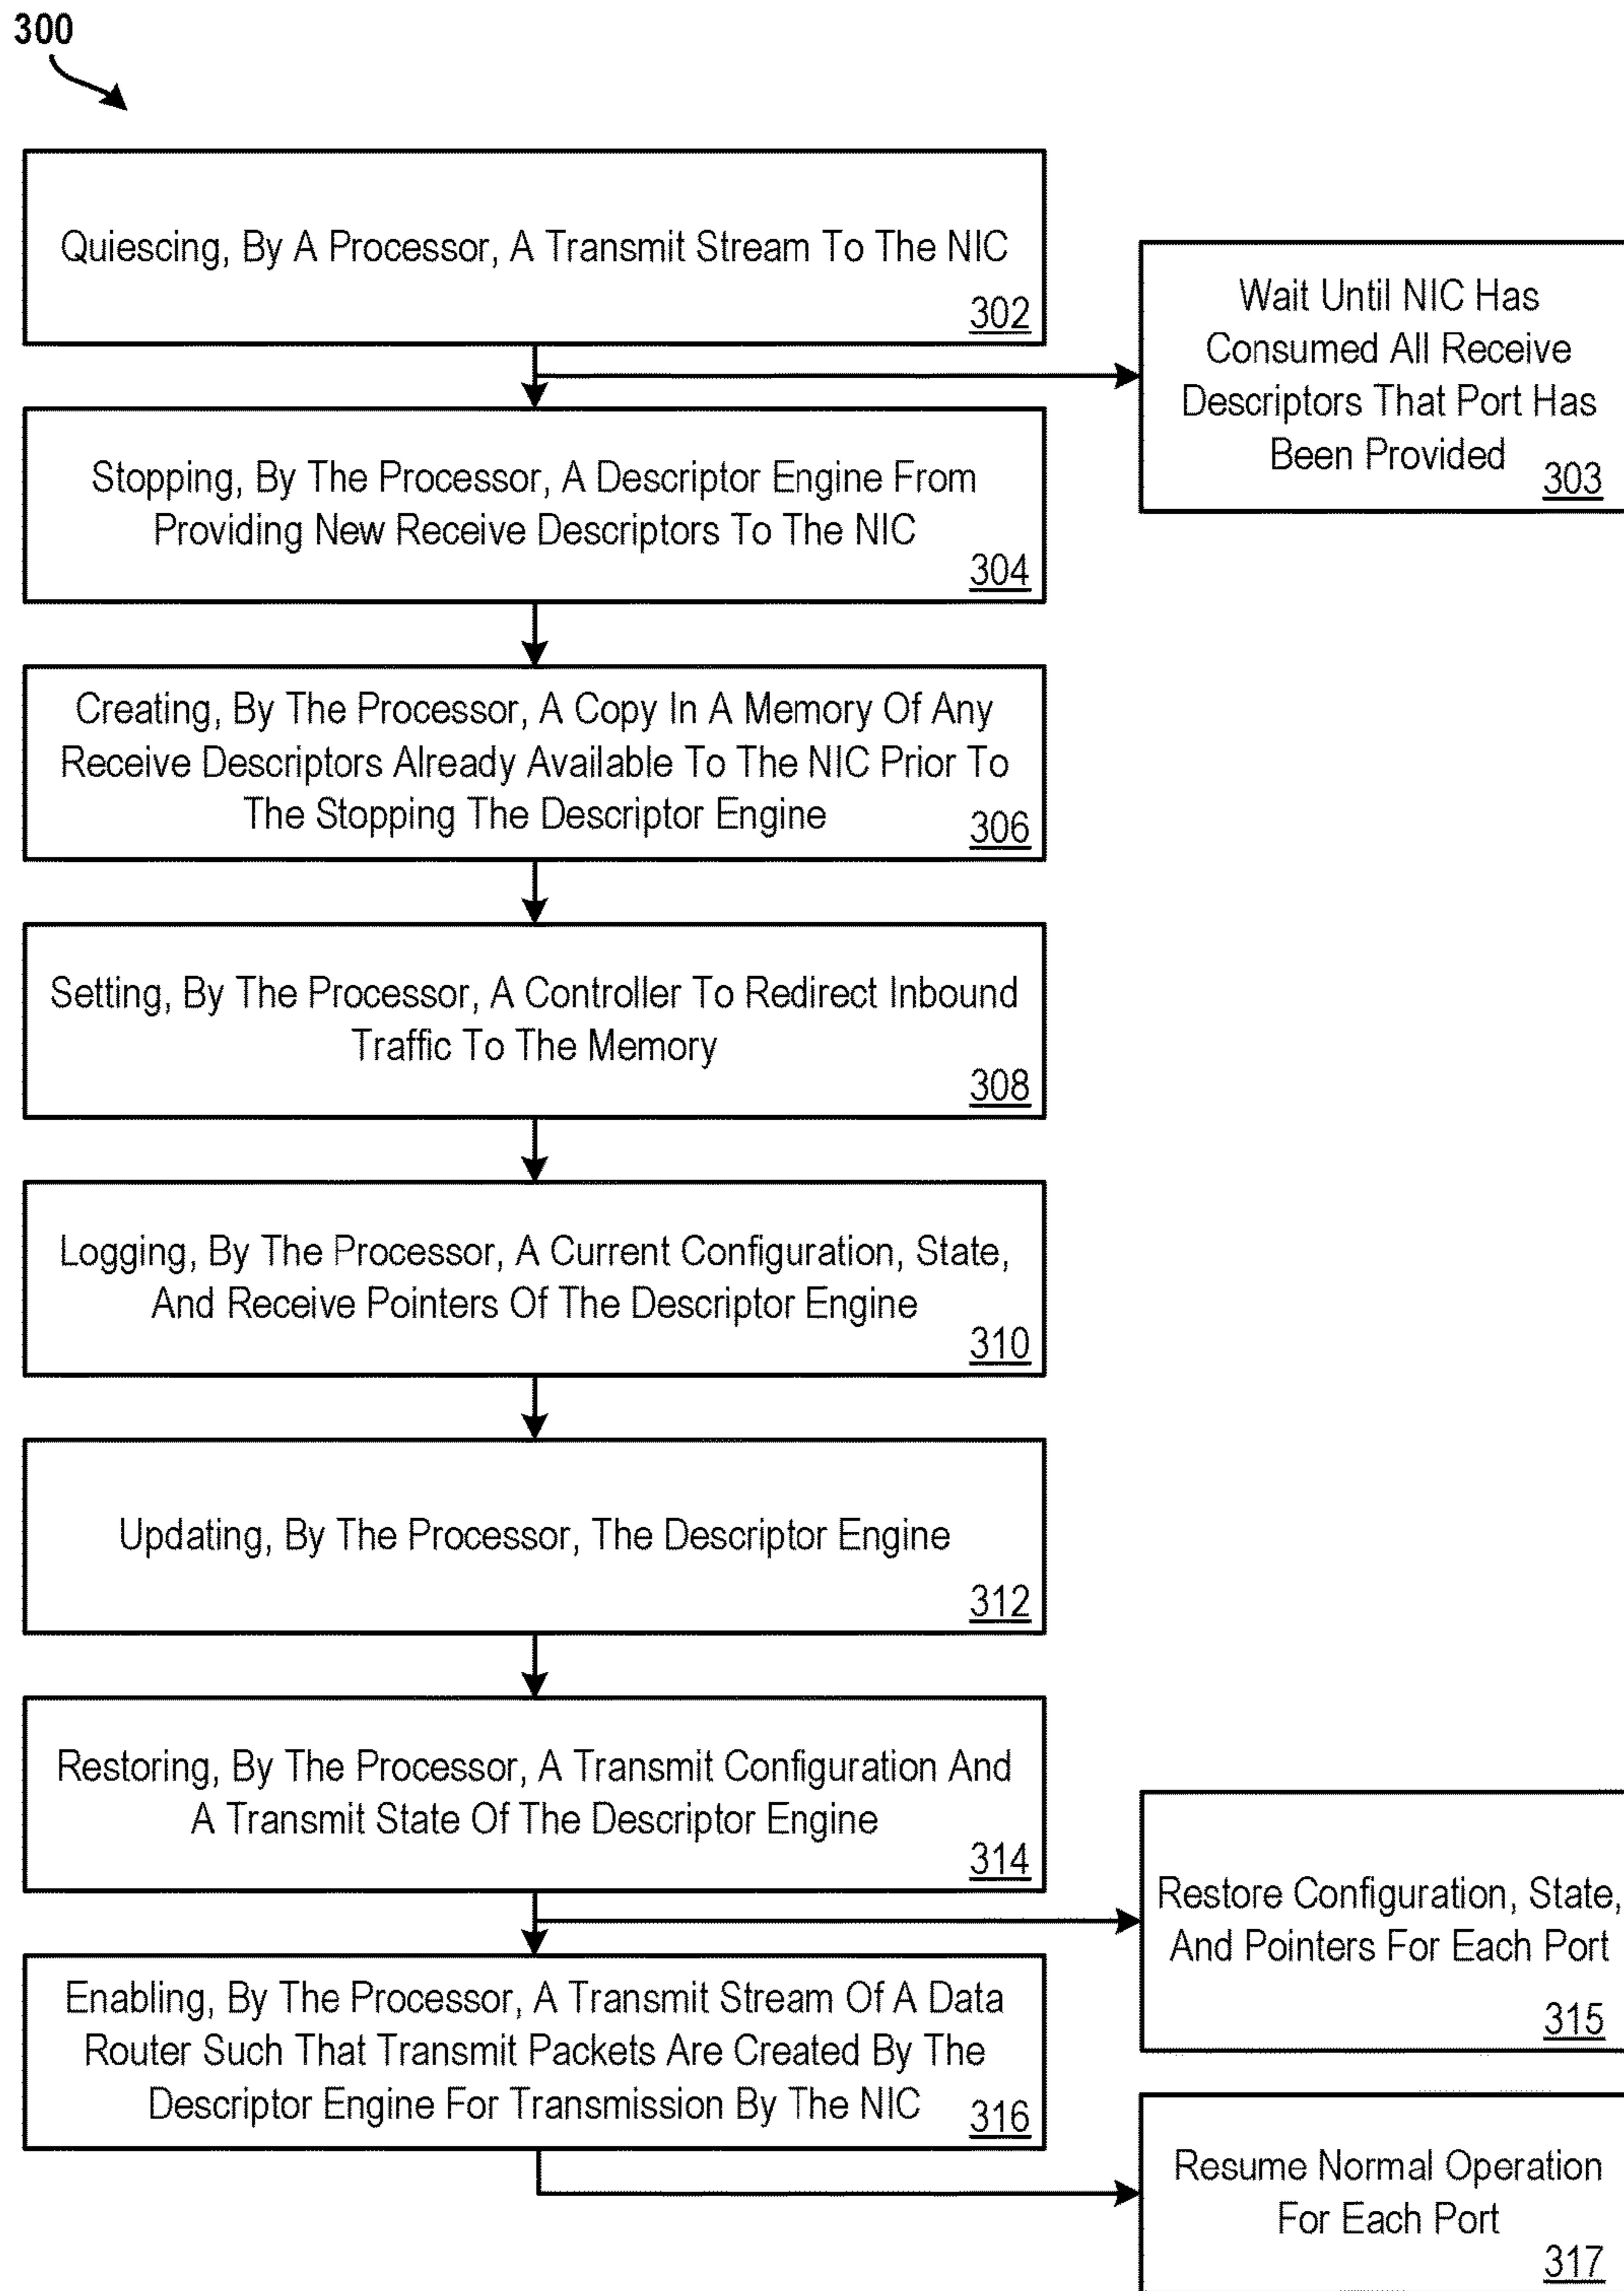 300
Quiescing, By A Processor, A Transmit Stream To The NIC
302
Wait Until NIC Has
Consumed All Receive
Descriptors That Port Has
Been Provided
303
Stopping, By The Processor, A Descriptor Engine From
Providing New Receive Descriptors To The NIC
304
Creating, By The Processor, A Copy In A Memory Of Any
Receive Descriptors Already Available To The NIC Prior To
The Stopping The Descriptor Engine
306
Setting, By The Processor, A Controller To Redirect Inbound
Traffic To The Memory
308
Logging, By The Processor, A Current Configuration, State,
And Receive Pointers Of The Descriptor Engine
310
Updating, By The Processor, The Descriptor Engine
312
Restoring, By The Processor, A Transmit Configuration And
A Transmit State Of The Descriptor Engine
314
Restore Configuration, State,
And Pointers For Each Port
315
Enabling, By The Processor, A Transmit Stream Of A Data
Router Such That Transmit Packets Are Created By The
Descriptor Engine For Transmission By The NIC
316
Resume Normal Operation
For Each Port
317